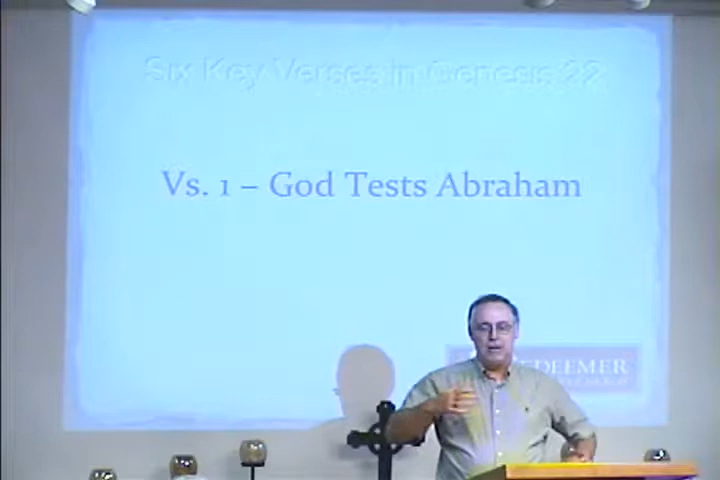 Six Key Verses in Genesis 22
Vs. 1 – God Tests Abraham
REDEEMER